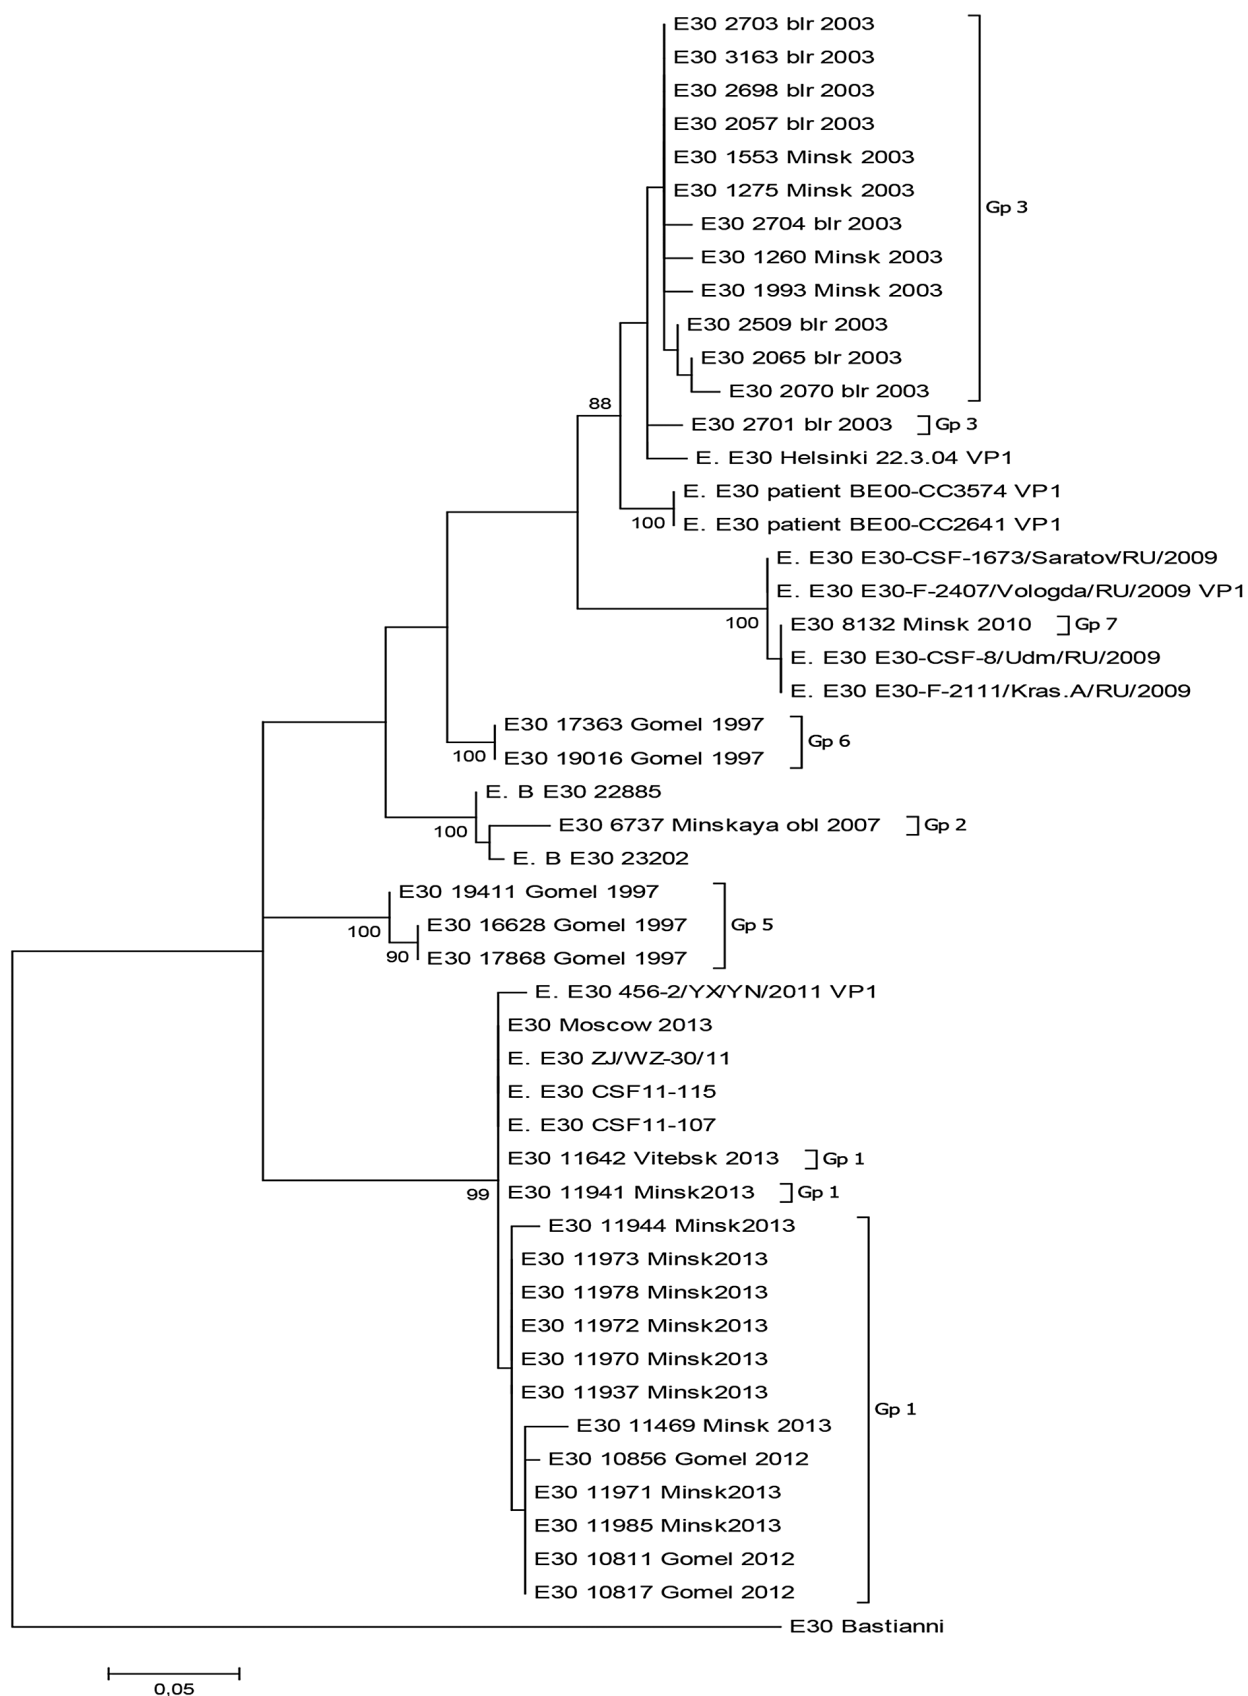 E30 2703 blr 2003
E30 3163 blr 2003
E30 2698 blr 2003
E30 2057 blr 2003
E30 1553 Minsk 2003
E30 1275 Minsk 2003
Gp 3
E30 2704 blr 2003
E30 1260 Minsk 2003
E30 1993 Minsk 2003
E30 2509 blr 2003
E30 2065 blr 2003
E30 2070 blr 2003
88
E30 2701 blr 2003 Gp 3
E. E30 Helsinki 22.3.04 VP1
E. E30 patient BE00-CC3574 VP1
100
E. E30 patient BE00-CC2641 VP1
E. E30 E30-CSF-1673/Saratov/RU/2009
E. E30 E30-F-2407/Vologda/RU/2009 VP1
100
E30 8132 Minsk 2010 Gp 7
E. E30 E30-CSF-8/Udm/RU/2009
E. E30 E30-F-2111/Kras.A/RU/2009
E30 17363 Gomel 1997
Gp 6
100
E30 19016 Gomel 1997
E. B E30 22885
100
E30 6737 Minskaya obl 2007 Gp 2
E. B E30 23202
E30 19411 Gomel 1997
100
E30 16628 Gomel 1997 Gp 5
90
E30 17868 Gomel 1997
E. E30 456-2/YX/YN/2011 VP1
E30 Moscow 2013
E. E30 ZJ/WZ-30/11
E. E30 CSF11-115
E. E30 CSF11-107
E30 11642 Vitebsk 2013 Gp 1
99
E30 11941 Minsk2013 Gp 1
E30 11944 Minsk2013
E30 11973 Minsk2013
E30 11978 Minsk2013
E30 11972 Minsk2013
E30 11970 Minsk2013
E30 11937 Minsk2013
Gp 1
E30 11469 Minsk 2013
E30 10856 Gomel 2012
E30 11971 Minsk2013
E30 11985 Minsk2013
E30 10811 Gomel 2012
E30 10817 Gomel 2012
E30 Bastianni
0,05